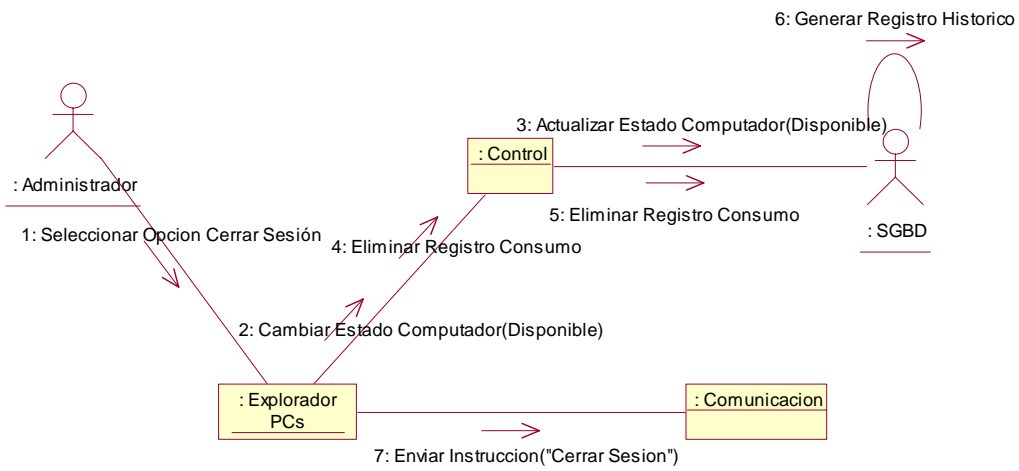 6: Generar Registro Historico
3: Actualizar Estado Computador(Disponible)
: Control
: Administrador
5: Eliminar Registro Consumo
: SGBD
1: Seleccionar Opcion Cerrar Sesión
4: Eliminar Registro Consumo
2: Cambiar Estado Computador(Disponible)
: Explorador
PCs
: Comunicacion
7: Enviar Instruccion("Cerrar Sesion")